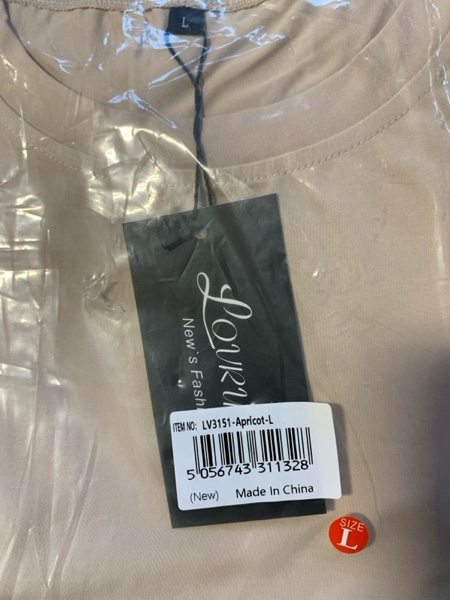 L
New's Fash
ITEM NO: LV3151-Apricot-L
5 056743 311328
(New) Made In China
SIZE
L